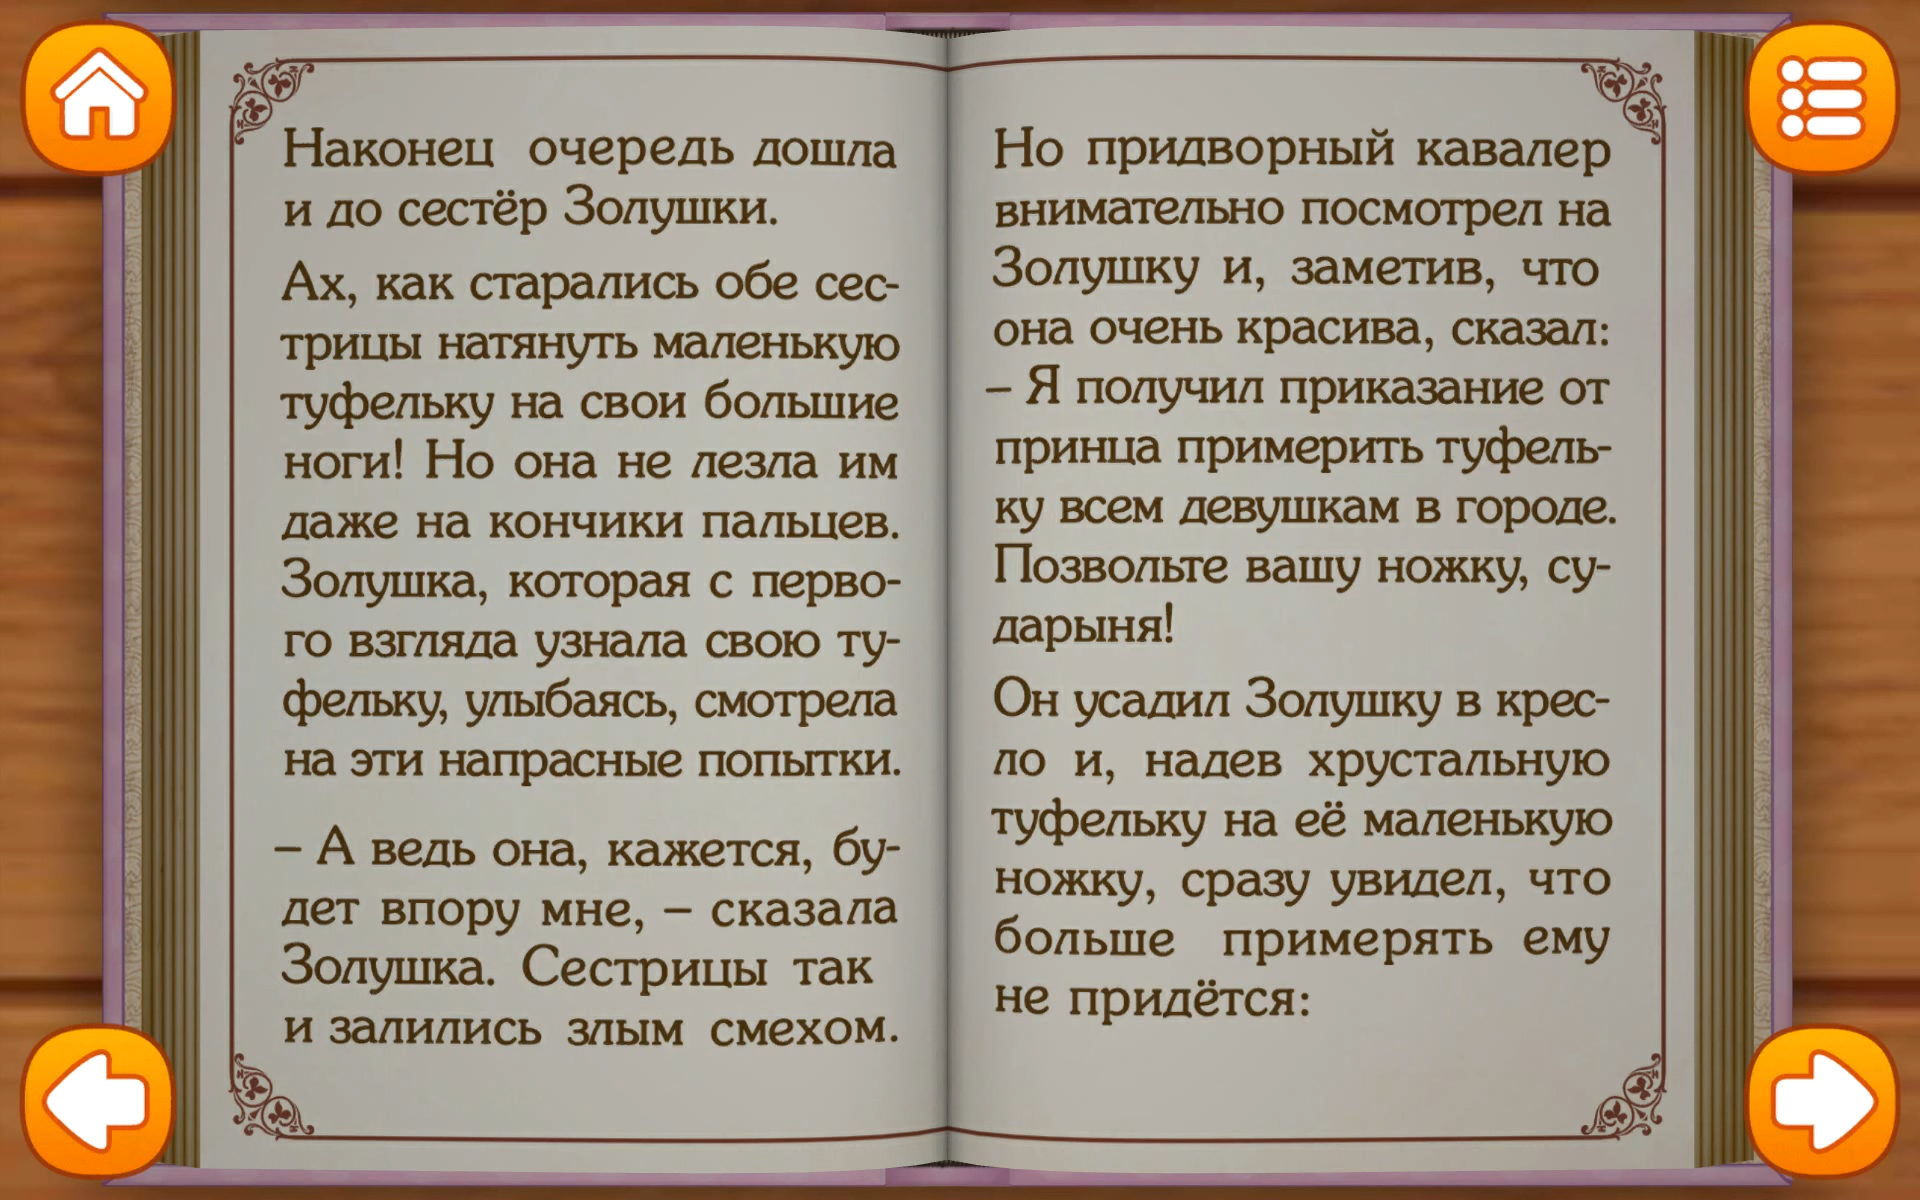 Наконец очередь дошла
и до сестёр Золушки.
Ах, как старались обе сес-
трицы натянуть маленькую
туфельку на свои большие
ноги! Но она не лезла им
даже на кончики пальцев.
Золушка, которая с перво-
го взгляда узнала свою ту-
фельку, улыбаясь, смотрела
на эти напрасные попытки.
– А ведь она, кажется, бу-
дет впору мне, – сказала
Золушка. Сестрицы так
и залились злым смехом.
Но придворный кавалер
внимательно посмотрел на
Золушку и, заметив, что
она очень красива, сказал:
– Я получил приказание от
принца примерить туфель-
ку всем девушкам в городе.
Позвольте вашу ножку, су-
дарыня!
Он усадил Золушку в крес-
ло и, надев хрустальную
туфельку на её маленькую
ножку, сразу увидел, что
больше примерять ему
не придётся: